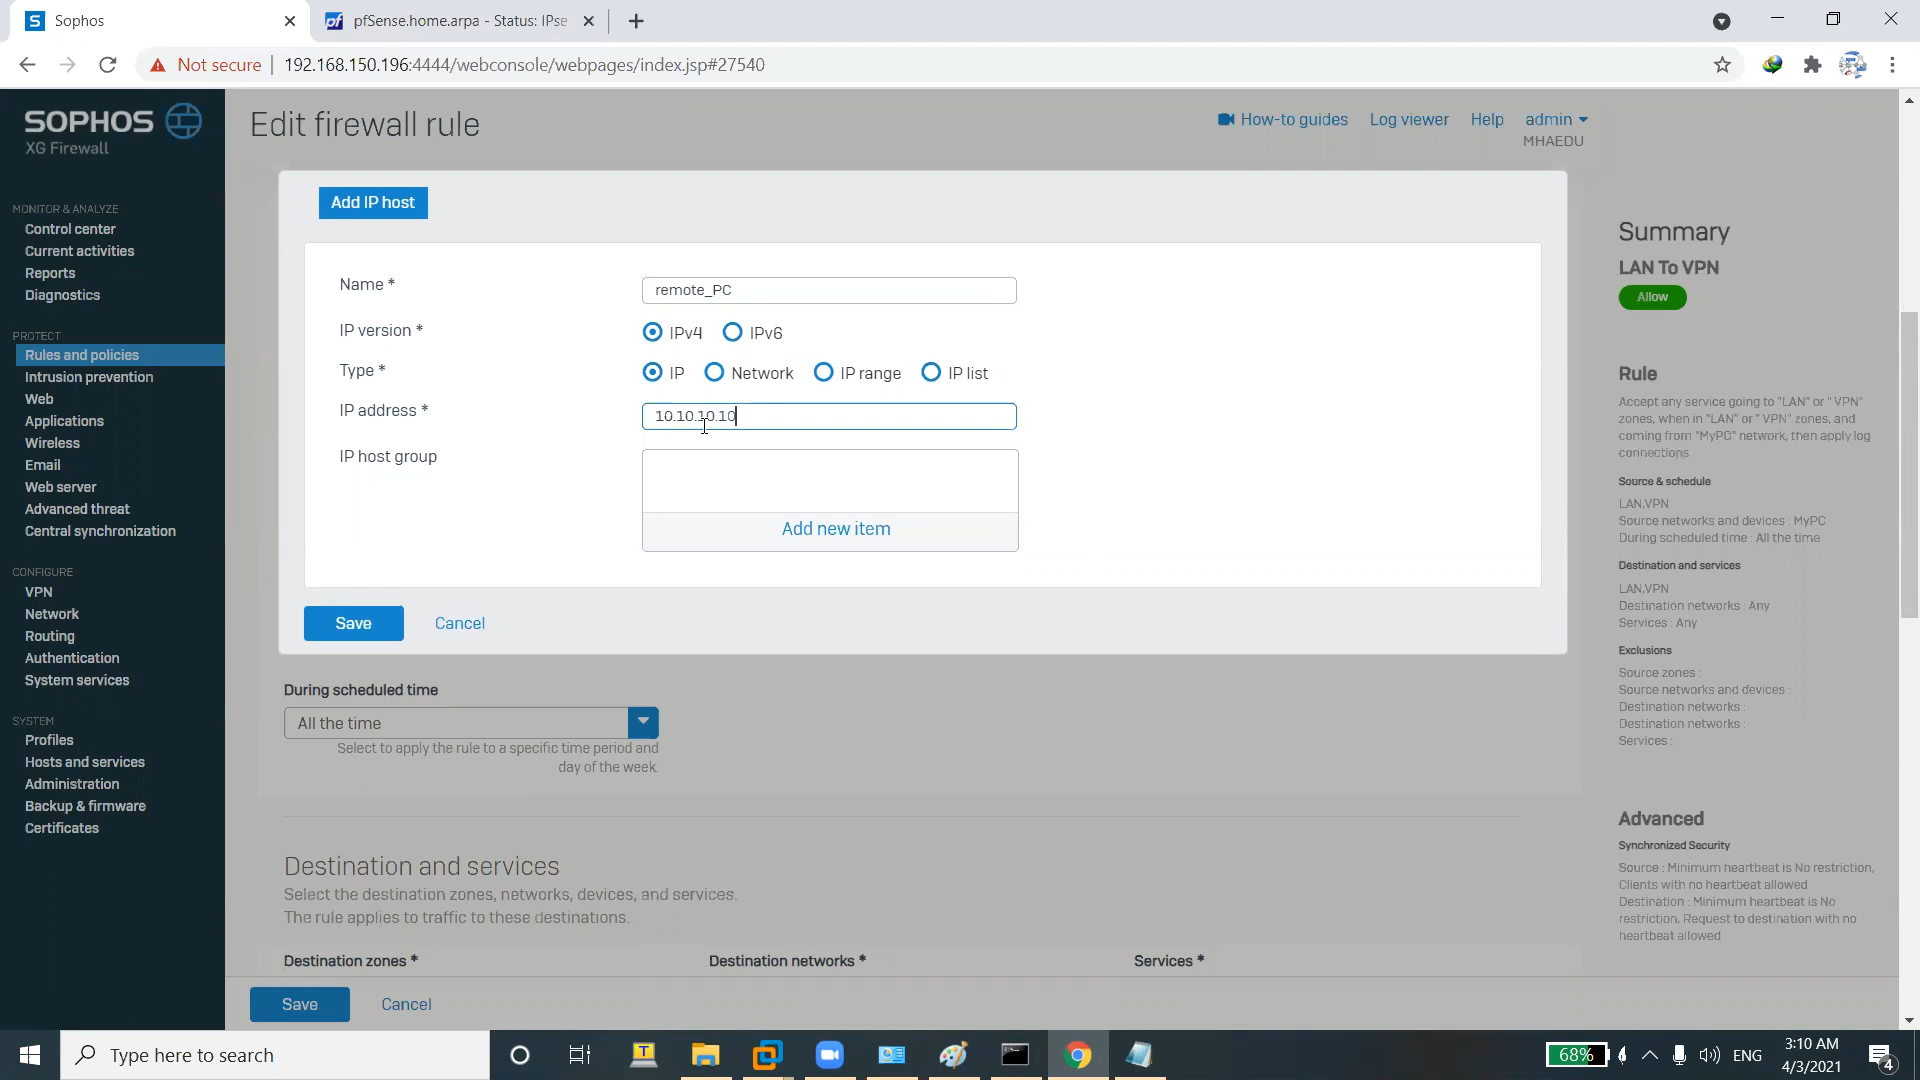 Sophos
pfSense.home.arpa - Status: IPse
Not secure
192.168.150.196:4444/webconsole/webpages/index.jsp#27540
SOPHOS
XG Firewall
MONITOR & ANALYZE
Control center
Current activities
Reports
Diagnostics
PROTECT
Rules and policies
Intrusion prevention
Web
Applications
Wireless
Email
Web server
Advanced threat
Central synchronization
CONFIGURE
VPN
Network
Routing
Authentication
System services
SYSTEM
Profiles
Hosts and services
Administration
Backup & firmware
Certificates
Edit firewall rule
How-to guides
Log viewer
Help
admin
MHAEDU
Add IP host
Name *
remote_PC
IP version *
IPv4
IPv6
Type *
IP
Network
IP range
IP list
IP address *
10.10.10.10
IP host group
Add new item
Save
Cancel
During scheduled time
All the time
Select to apply the rule to a specific time period and
day of the week.
Destination and services
Select the destination zones, networks, devices, and services.
The rule applies to traffic to these destinations.
Destination zones *
Destination networks *
Services *
Save
Cancel
Summary
LAN To VPN
Allow
Rule
Accept any service going to "LAN" or " VPN"
zones, when in "LAN" or " VPN" zones, and
coming from "MyPC" network, then apply log
connections
Source & schedule
LAN,VPN
Source networks and devices : MyPC
During scheduled time : All the time
Destination and services
LAN,VPN
Destination networks : Any
Services : Any
Exclusions
Source zones :
Source networks and devices :
Destination networks :
Destination networks :
Services :
Advanced
Synchronized Security
Source : Minimum heartbeat is No restriction,
Clients with no heartbeat allowed
Destination : Minimum heartbeat is No
restriction, Request to destination with no
heartbeat allowed
Type here to search
68%
ENG
3:10 AM
4/3/2021
4